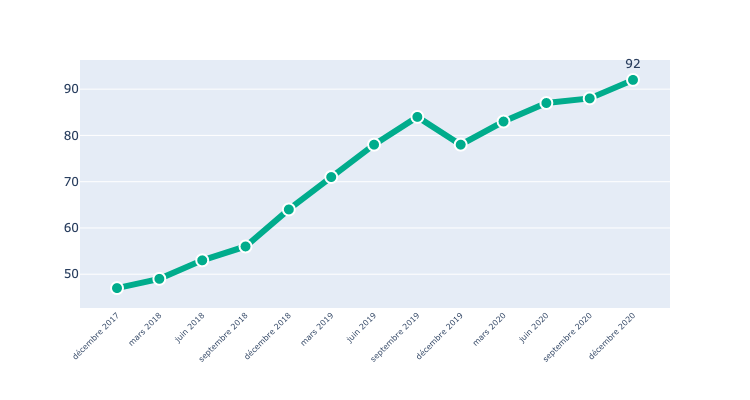 92
90
80
70
60
50
décembre 2017
mars 2018
juin 2018
septembre 2018
décembre 2018
mars 2019
juin 2019
septembre 2019
décembre 2019
mars 2020
juin 2020
septembre 2020
décembre 2020